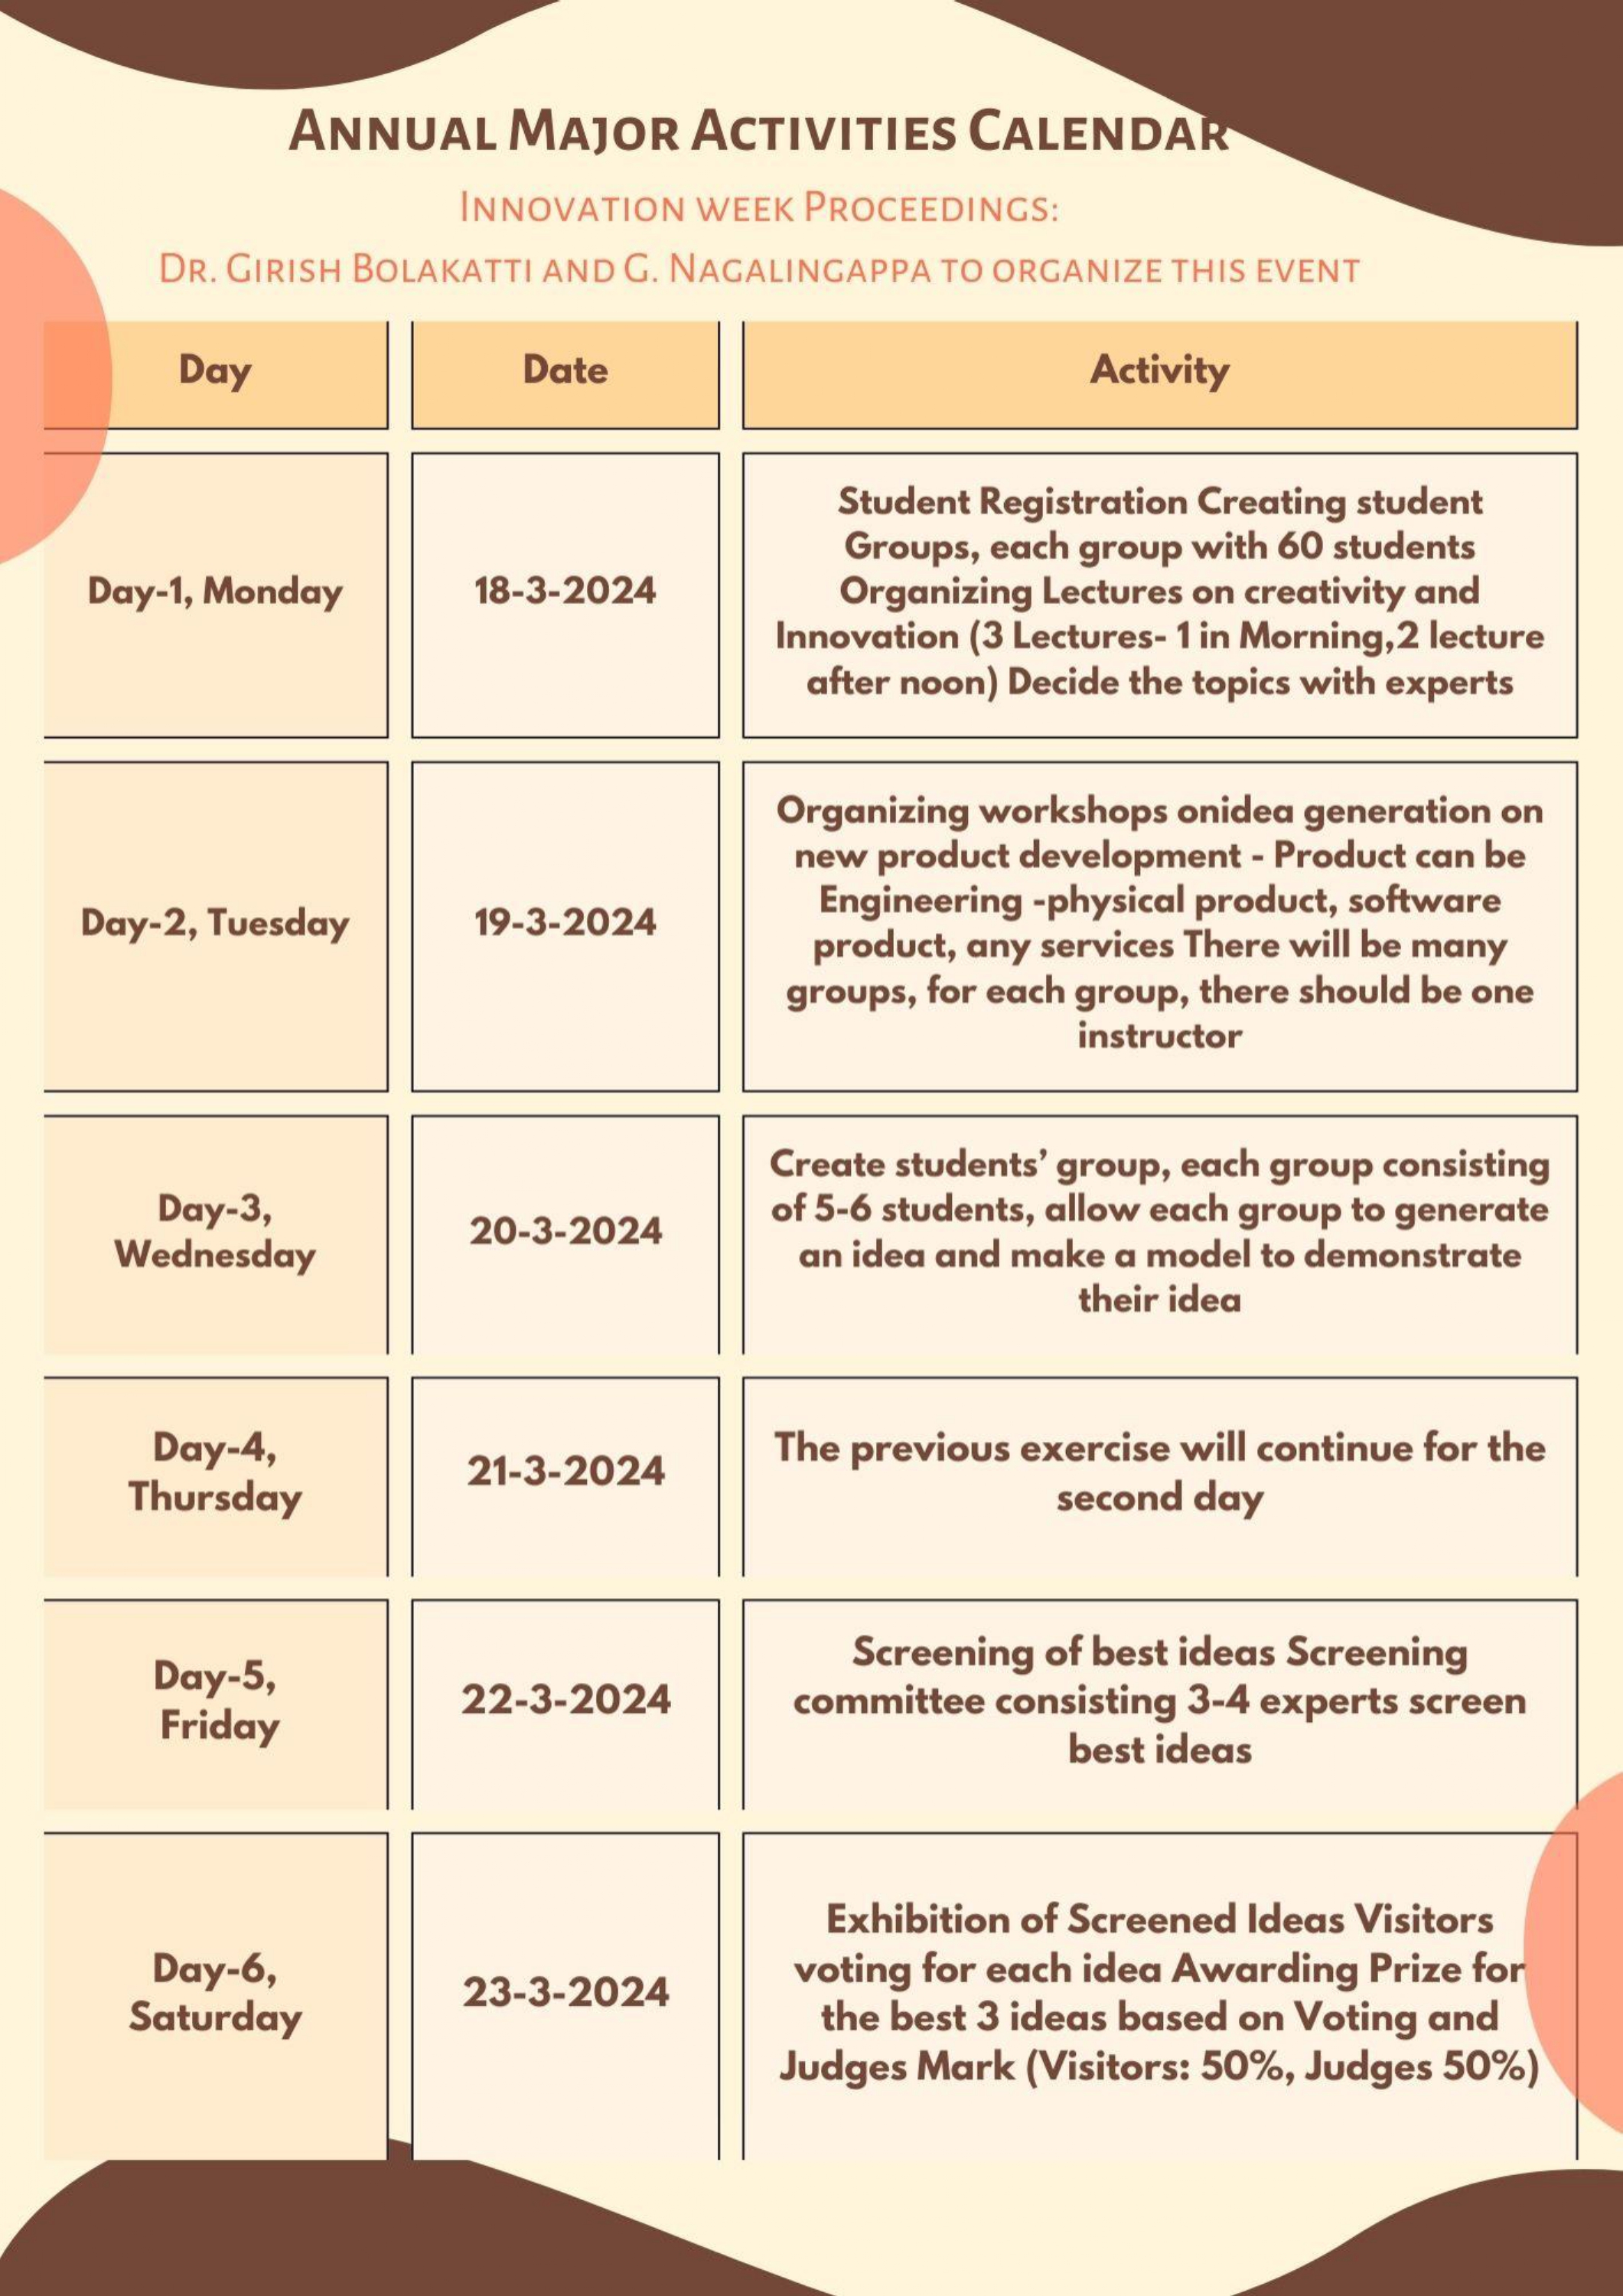 Annual Major Activities Calendar
Innovation week Proceedings:
Dr. Girish Bolakatti and G. Nagalingappa to organize this event
Day
Date
Activity
Day-1, Monday
18-3-2024
Student Registration Creating student
Groups, each group with 60 students
Organizing Lectures on creativity and
Innovation (3 Lectures- 1 in Morning,2 lecture
after noon) Decide the topics with experts
Day-2, Tuesday
19-3-2024
Organizing workshops onidea generation on
new product development - Product can be
Engineering -physical product, software
product, any services There will be many
groups, for each group, there should be one
instructor
Day-3,
Wednesday
20-3-2024
Create students’ group, each group consisting
of 5-6 students, allow each group to generate
an idea and make a model to demonstrate
their idea
Day-4,
Thursday
21-3-2024
The previous exercise will continue for the
second day
Day-5,
Friday
22-3-2024
Screening of best ideas Screening
committee consisting 3-4 experts screen
best ideas
Day-6,
Saturday
23-3-2024
Exhibition of Screened Ideas Visitors
voting for each idea Awarding Prize for
the best 3 ideas based on Voting and
Judges Mark (Visitors: 50%, Judges 50%)